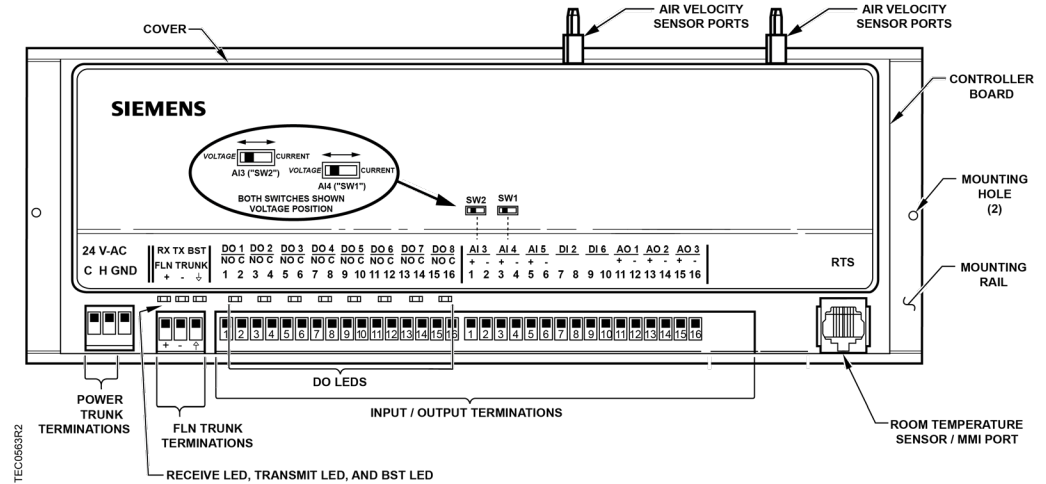 AIR VELOCITY
SENSOR PORTS
AIR VELOCITY
SENSOR PORTS
COVER
CONTROLLER
BOARD
SIEMENS
VOLTAGE
CURRENT
AI3 ("SW2")
VOLTAGE
CURRENT
AI4 ("SW1")
BOTH SWITCHES SHOWN
VOLTAGE POSITION
SW2 SW1
MOUNTING
HOLE
(2)
24 V-AC
C H GND
RX TX BST
FLN TRUNK
+ -
DO 1 DO 2 DO 3 DO 4 DO 5 DO 6 DO 7 DO 8
NO C NO C NO C NO C NO C NO C NO C NO C
1 2 3 4 5 6 7 8 9 10 11 12 13 14 15 16
AI 3 AI 4 AI 5 DI 2 DI 6 AO 1 AO 2 AO 3
+ - + - + - + - + - + -
1 2 3 4 5 6 7 8 9 10 11 12 13 14 15 16
RTS
MOUNTING
RAIL
+ -
1 2 3 4 5 6 7 8 9 10 11 12 13 14 15 16
1 2 3 4 5 6 7 8 9 10 11 12 13 14 15 16
DO LEDS
POWER
TRUNK
TERMINATIONS
FLN TRUNK
TERMINATIONS
INPUT / OUTPUT TERMINATIONS
ROOM TEMPERATURE
SENSOR / MMI PORT
RECEIVE LED, TRANSMIT LED, AND BST LED
TEC0563R2